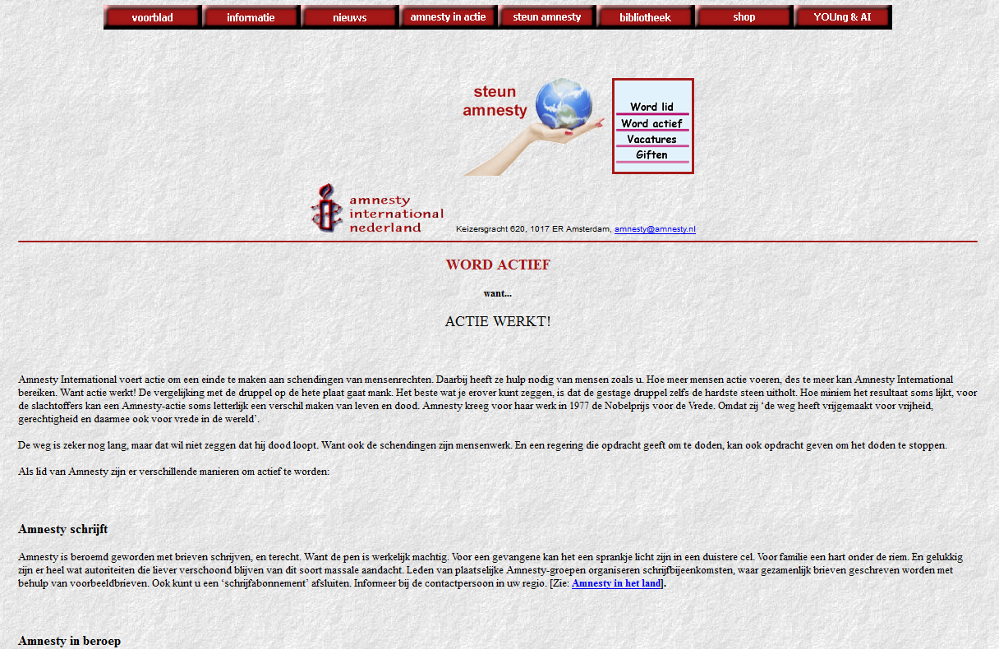 voorblad
informatie
nieuws
amnesty in actie
steun amnesty
bibliotheek
shop
YOUng & AI
steun
amnesty
Word lid
Word actief
Vacatures
Giften
amnesty
international
nederland
Keizersgracht 620, 1017 ER Amsterdam, amnesty@amnesty.nl
WORD ACTIEF
want...
ACTIE WERKT!
Amnesty International voert actie om een einde te maken aan schendingen van mensenrechten. Daarbij heeft ze hulp nodig van mensen zoals u. Hoe meer mensen actie voeren, des te meer kan Amnesty International
bereiken. Want actie werkt! De vergelijking met de druppel op de hete plaat gaat mank. Het beste wat je erover kunt zeggen, is dat de gestage druppel zelfs de hardste steen uitholt. Hoe miniem het resultaat soms lijkt, voor
de slachtoffers kan een Amnesty-actie soms letterlijk een verschil maken van leven en dood. Amnesty kreeg voor haar werk in 1977 de Nobelprijs voor de Vrede. Omdat zij ‘de weg heeft vrijgemaakt voor vrijheid,
gerechtigheid en daarmee ook voor vrede in de wereld’.
De weg is zeker nog lang, maar dat wil niet zeggen dat hij dood loopt. Want ook de schendingen zijn mensenwerk. En een regering die opdracht geeft om te doden, kan ook opdracht geven om het doden te stoppen.
Als lid van Amnesty zijn er verschillende manieren om actief te worden:
Amnesty schrijft
Amnesty is beroemd geworden met brieven schrijven, en terecht. Want de pen is werkelijk machtig. Voor een gevangene kan het een sprankje licht zijn in een duistere cel. Voor familie een hart onder de riem. En gelukkig
zijn er heel wat autoriteiten die liever verschoond blijven van dit soort massale aandacht. Leden van plaatselijke Amnesty-groepen organiseren schrijfbijeenkomsten, waar gezamenlijk brieven geschreven worden met
behulp van voorbeeldbrieven. Ook kunt u een ‘schrijfabonnement’ afsluiten. Informeer bij de contactpersoon in uw regio. [Zie: Amnesty in het land].
Amnesty in beroep